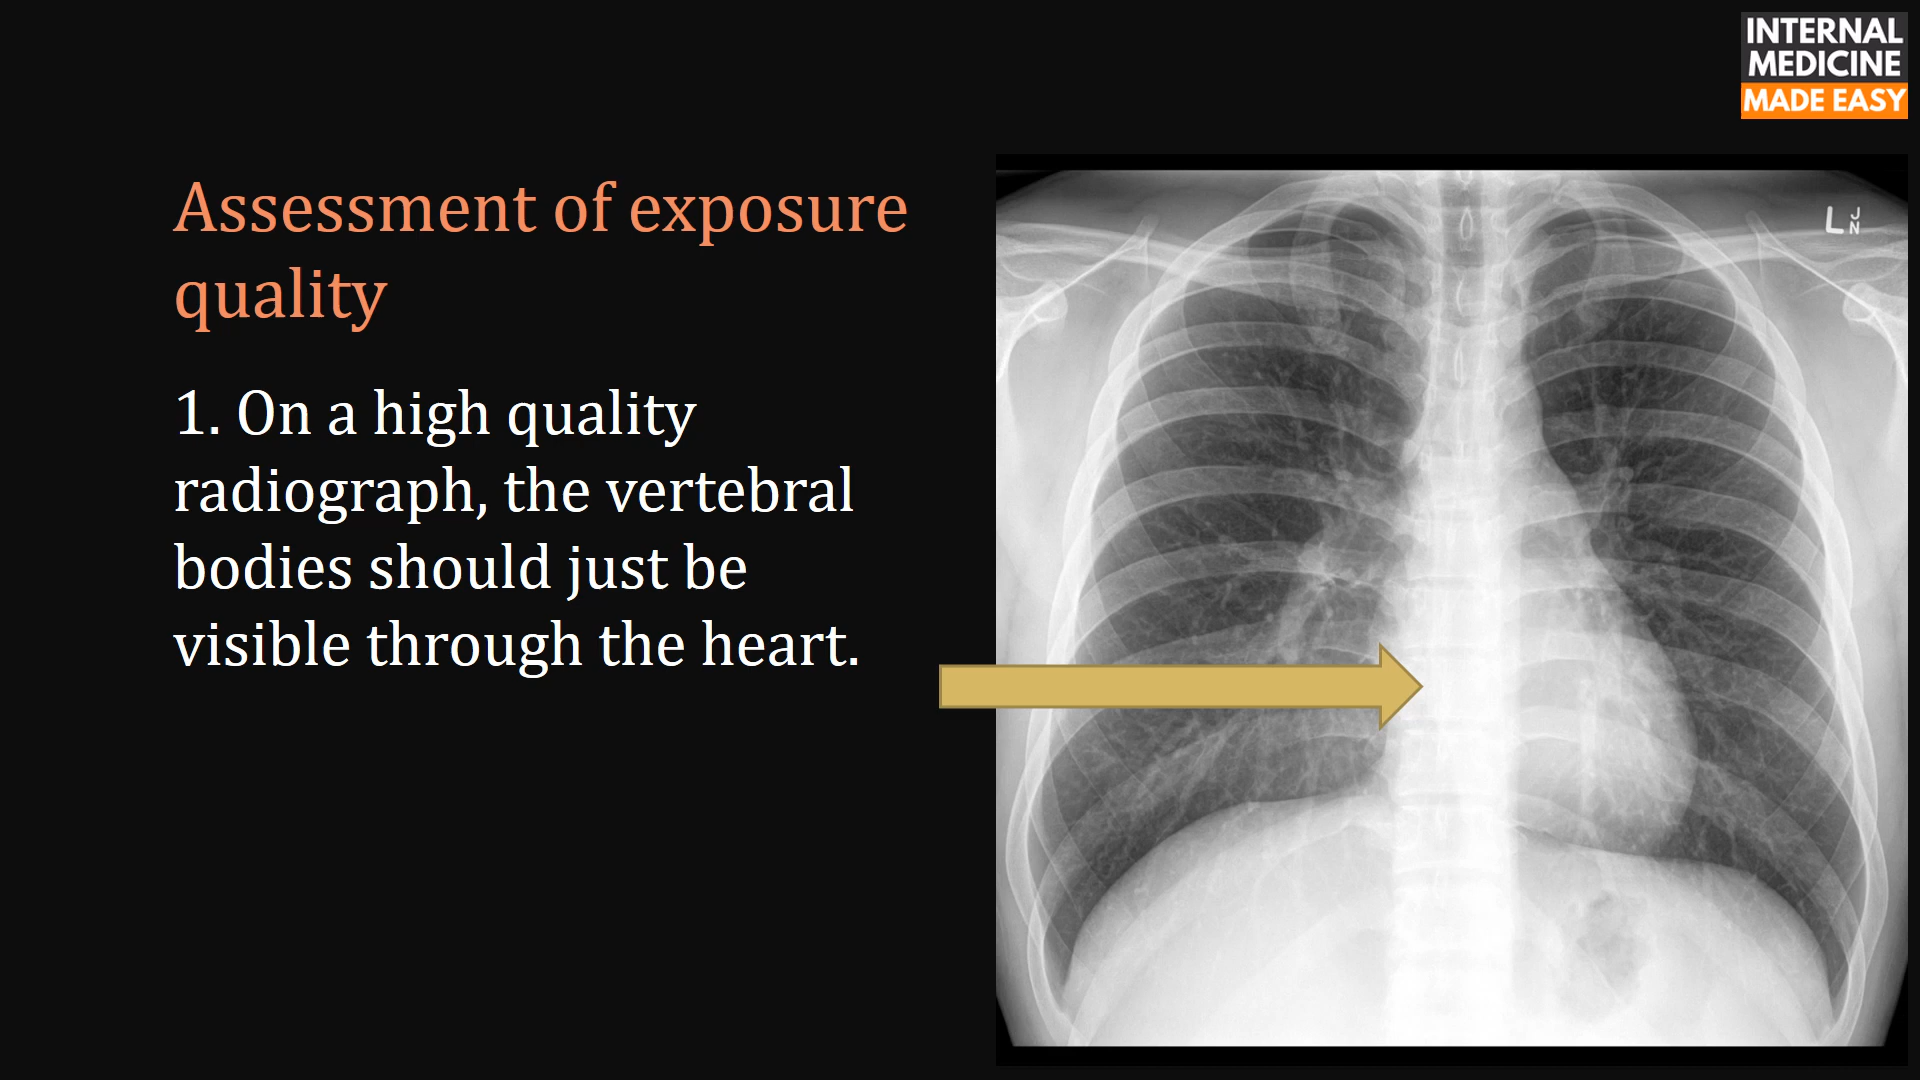 INTERNAL
MEDICINE
MADE EASY
Assessment of exposure
quality
1. On a high quality
radiograph, the vertebral
bodies should just be
visible through the heart.
L J
N